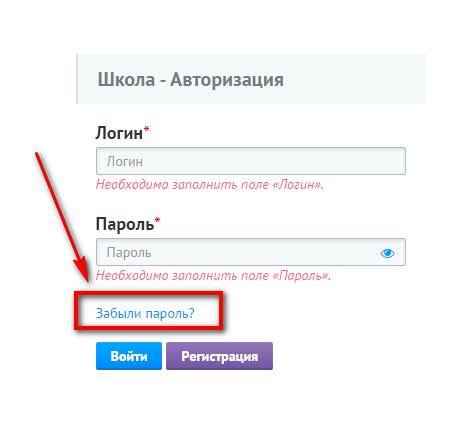 Школа - Авторизация
Логин*
Логин
Необходимо заполнить поле «Логин».
Пароль*
Пароль
Необходимо заполнить поле «Пароль».
Забыли пароль?
Войти Регистрация